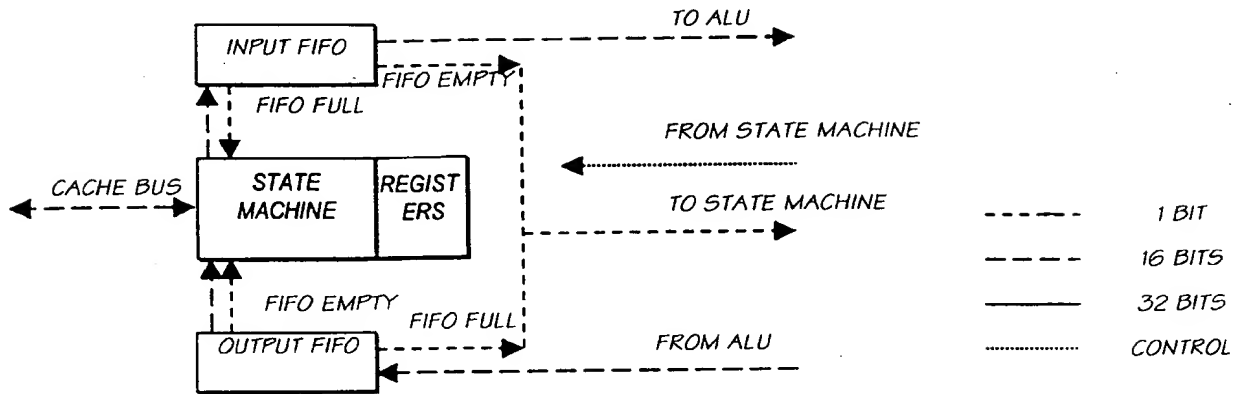 TO ALU
INPUT FIFO
FIFO EMPTY
FIFO FULL
FROM STATE MACHINE
CACHE BUS
STATE
MACHINE
REGIST
ERS
TO STATE MACHINE
1 BIT
16 BITS
FIFO EMPTY
32 BITS
FIFO FULL
OUTPUT FIFO
FROM ALU
CONTROL